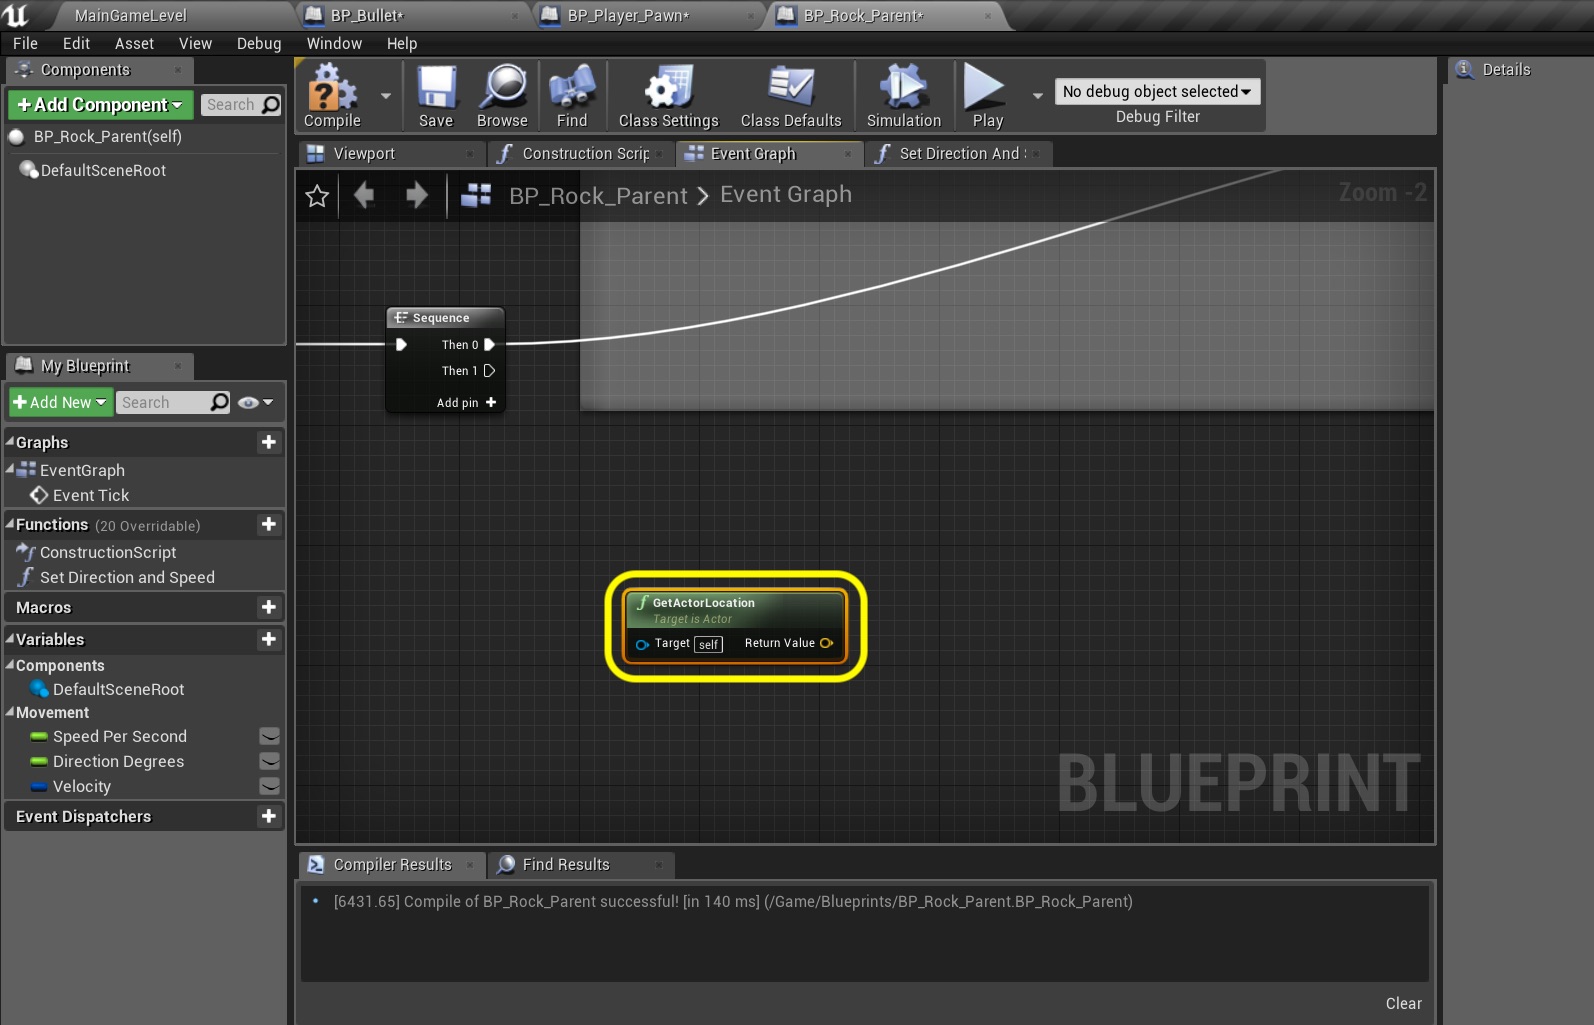 MainGameLevel
BP_Bullet*
BP_Player_Pawn*
BP_Rock_Parent*
File Edit Asset View Debug Window Help
Components
+Add Component
Search
BP_Rock_Parent(self)
DefaultSceneRoot
Compile
Save
Browse
Find
Class Settings
Class Defaults
Simulation
Play
No debug object selected
Debug Filter
Details
Viewport
Construction Scrip
Event Graph
Set Direction And
BP_Rock_Parent > Event Graph
Zoom -2
Sequence
Then 0
Then 1
Add pin +
GetActorLocation
Target is Actor
Target self Return Value
BLUEPRINT
My Blueprint
+Add New
Search
Graphs
EventGraph
Event Tick
Functions (20 Overridable)
ConstructionScript
Set Direction and Speed
Macros
Variables
Components
DefaultSceneRoot
Movement
Speed Per Second
Direction Degrees
Velocity
Event Dispatchers
Compiler Results
Find Results
[6431.65] Compile of BP_Rock_Parent successful! [in 140 ms] (/Game/Blueprints/BP_Rock_Parent.BP_Rock_Parent)
Clear